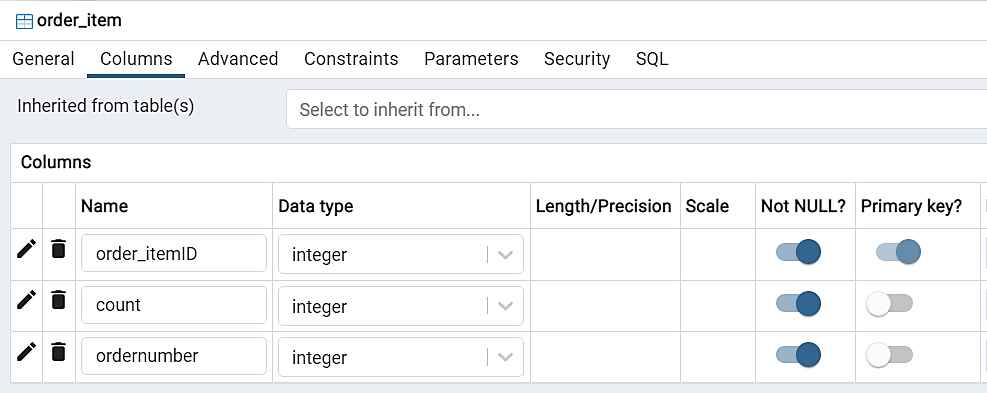 order_item
General Columns Advanced Constraints Parameters Security SQL
Inherited from table(s) Select to inherit from...
Columns
Name Data type Length/Precision Scale Not NULL? Primary key?
order_itemID integer
count integer
ordernumber integer